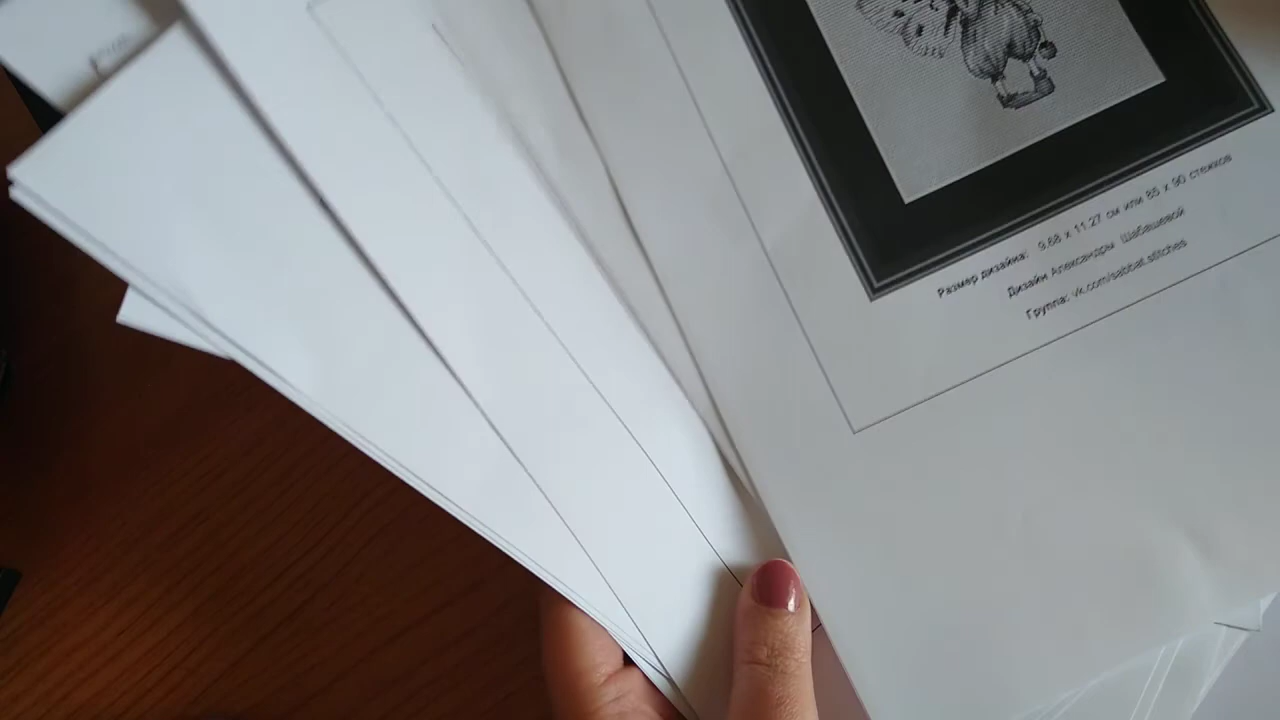 Размер дизайна: 9.68 x 11.27 см или 85 x 90 стежков
Дизайн Александры Шабашевой
Группа: vk.com/sabbat.stitches